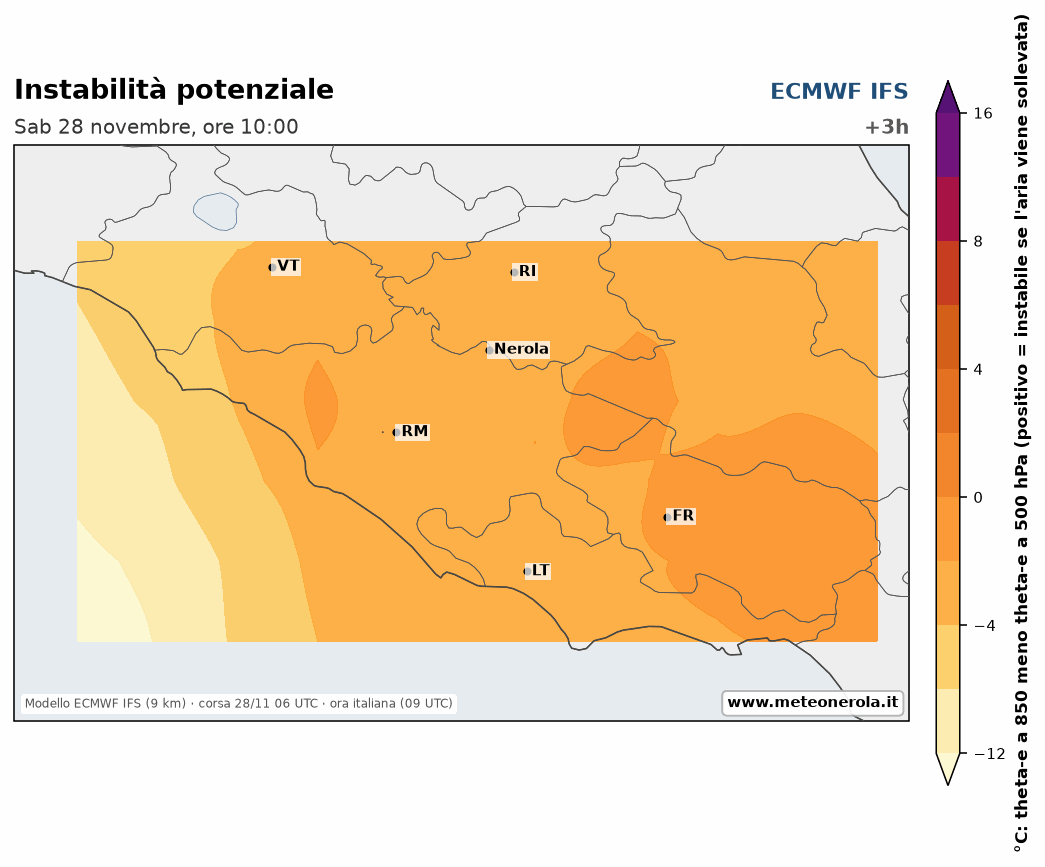 Instabilità potenziale
ECMWF IFS
Sab 28 novembre, ore 10:00
+3h
VT
RI
Nerola
RM
FR
LT
Modello ECMWF IFS (9 km) · corsa 28/11 06 UTC · ora italiana (09 UTC)
www.meteonerola.it
16
8
4
0
−4
−12
°C: theta-e a 850 meno theta-e a 500 hPa (positivo = instabile se l'aria viene sollevata)